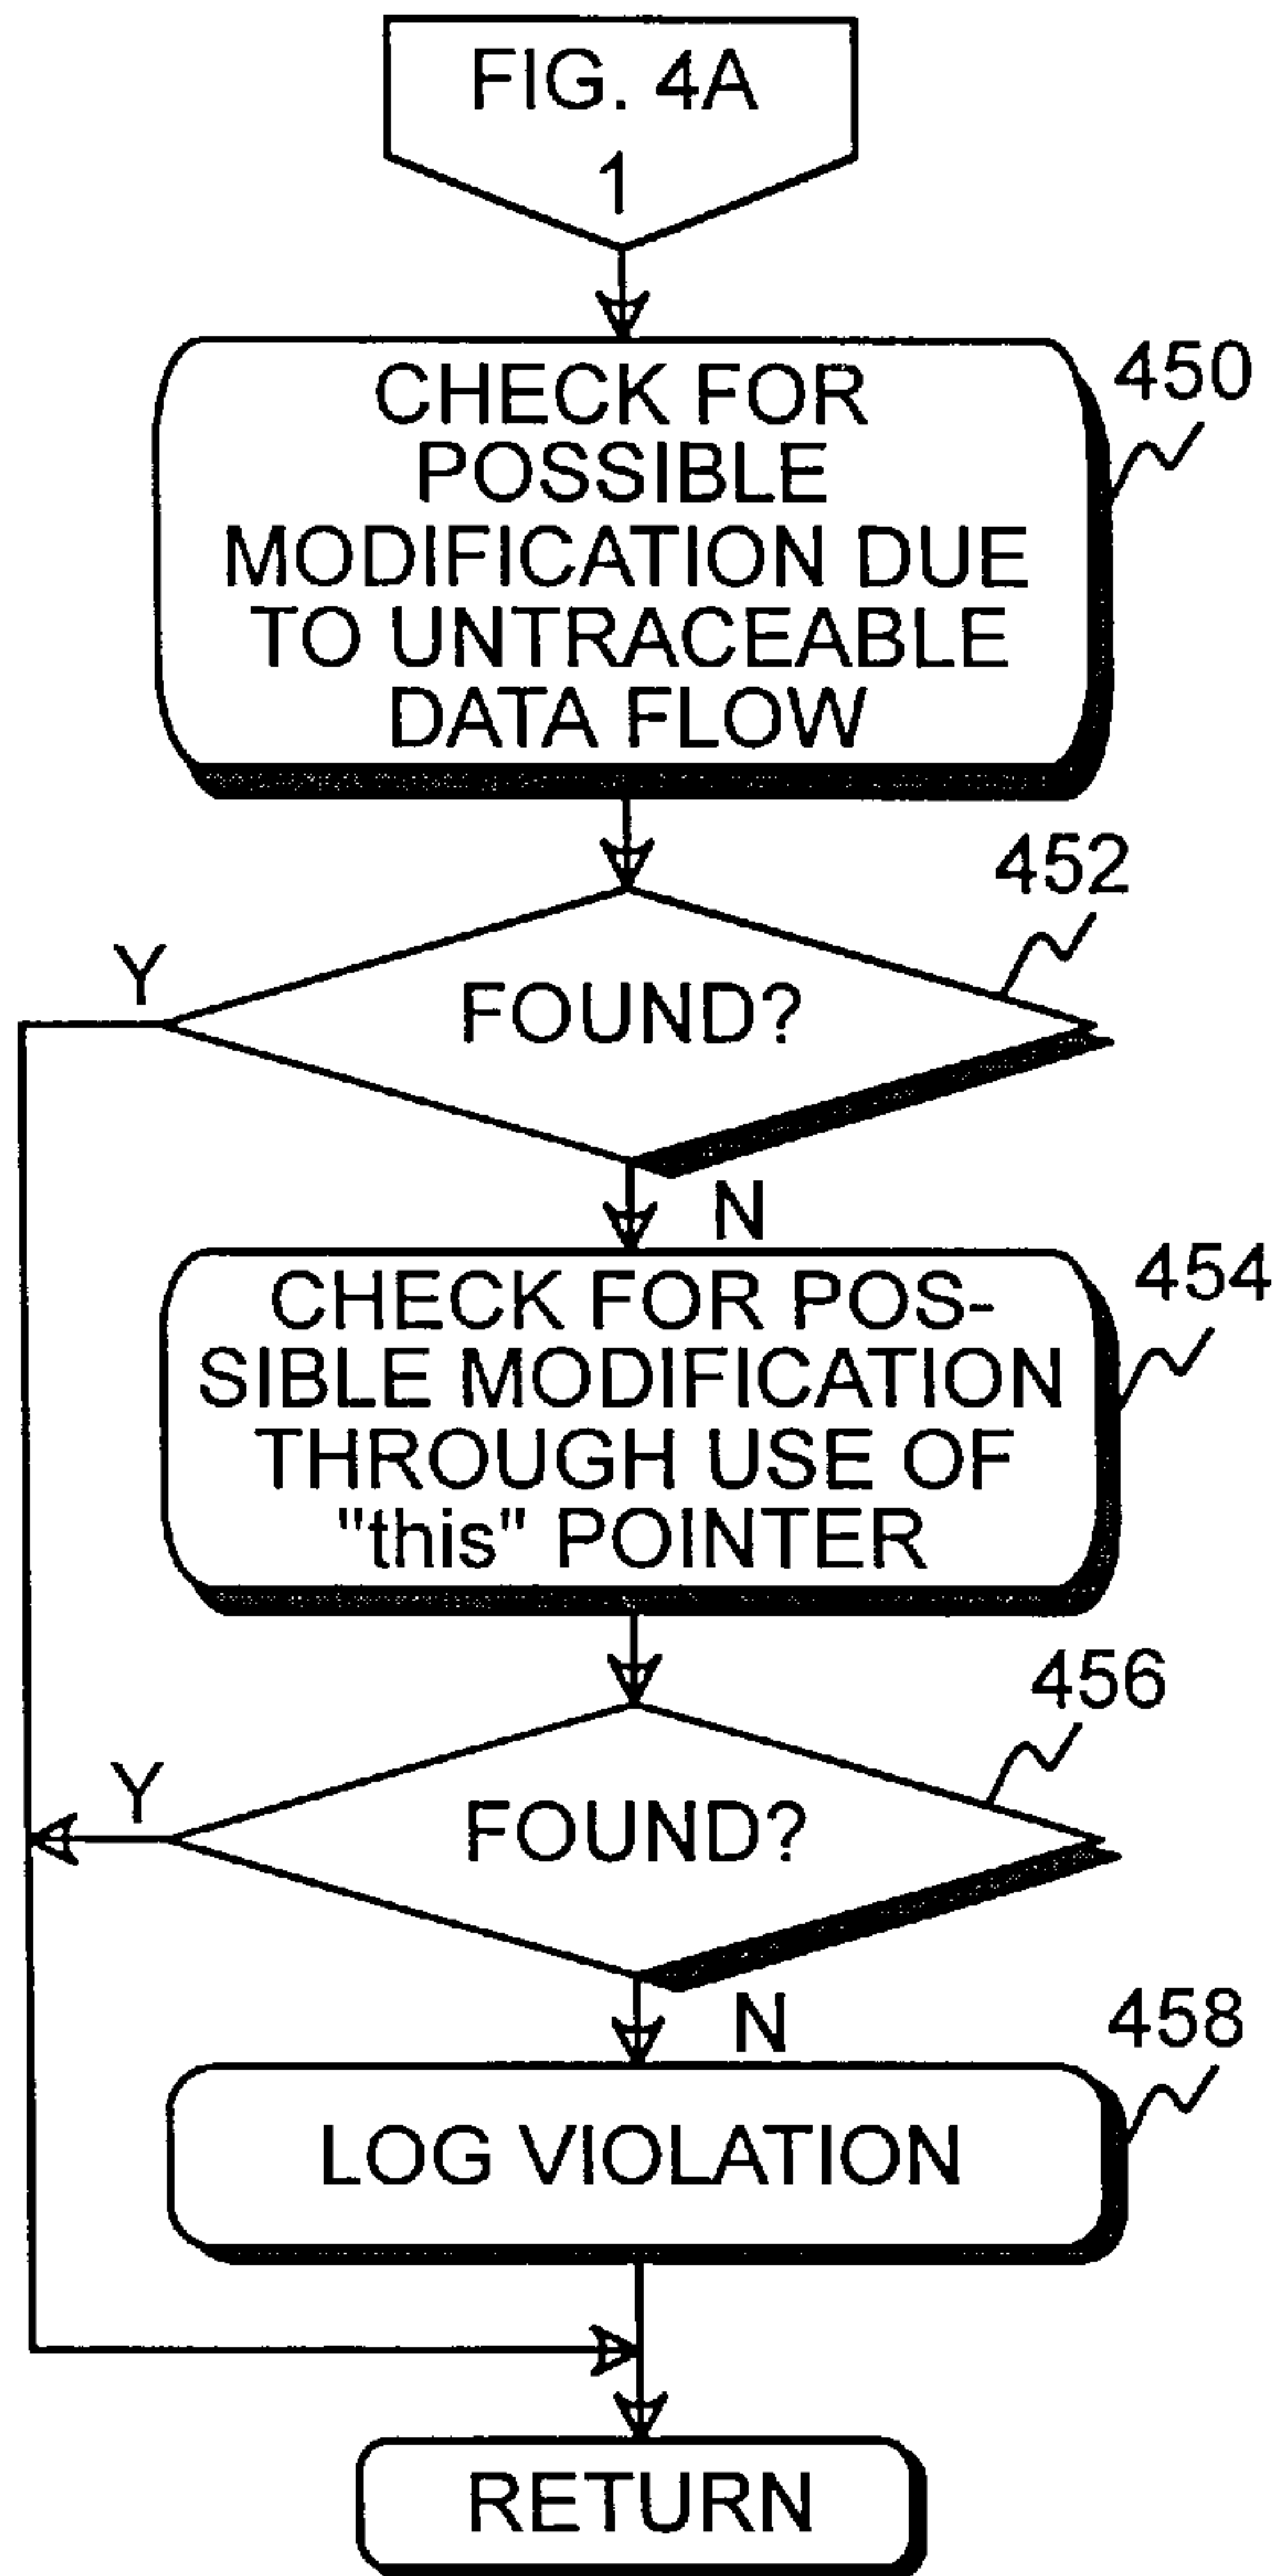 FIG. 4A
1
CHECK FOR
POSSIBLE
MODIFICATION DUE
TO UNTRACEABLE
DATA FLOW
450
452
Y
FOUND?
N
CHECK FOR POS-
SIBLE MODIFICATION
THROUGH USE OF
"this" POINTER
454
456
Y
FOUND?
N
458
LOG VIOLATION
RETURN